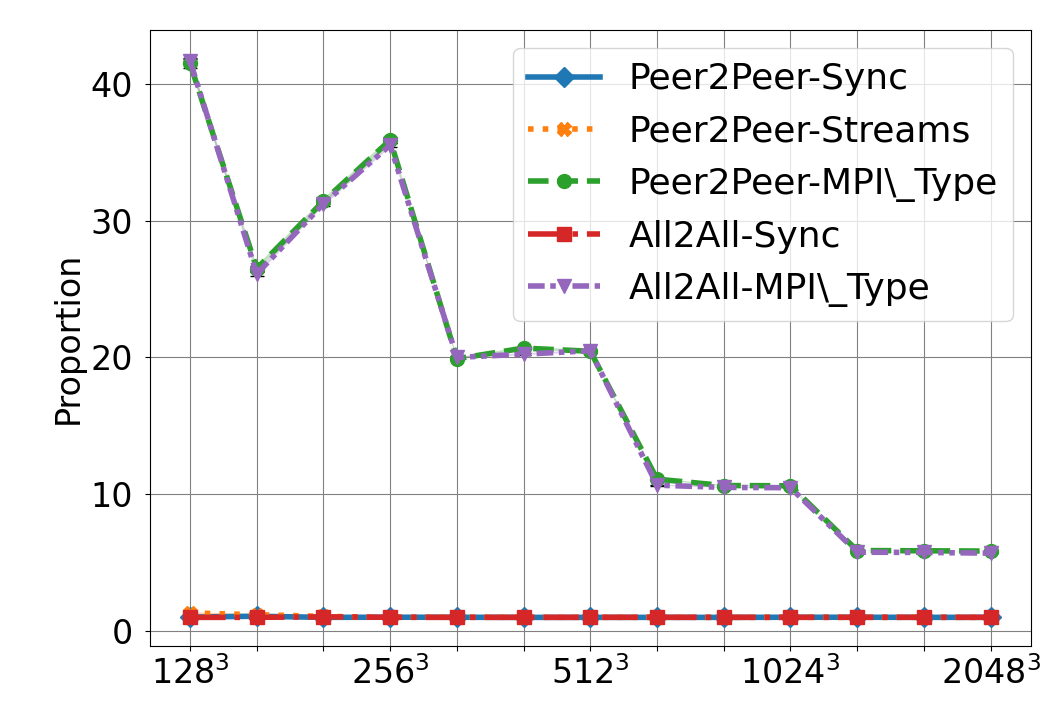 Peer2Peer-Sync
Peer2Peer-Streams
Peer2Peer-MPI\_Type
All2All-Sync
All2All-MPI\_Type
Proportion
40
30
20
10
0
128³ 256³ 512³ 1024³ 2048³